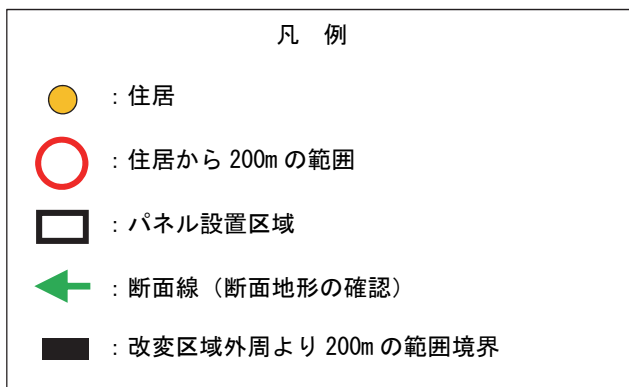 凡　例
：住居
：住居から 200m の範囲
：パネル設置区域
：断面線（断面地形の確認）
：改変区域外周より 200m の範囲境界